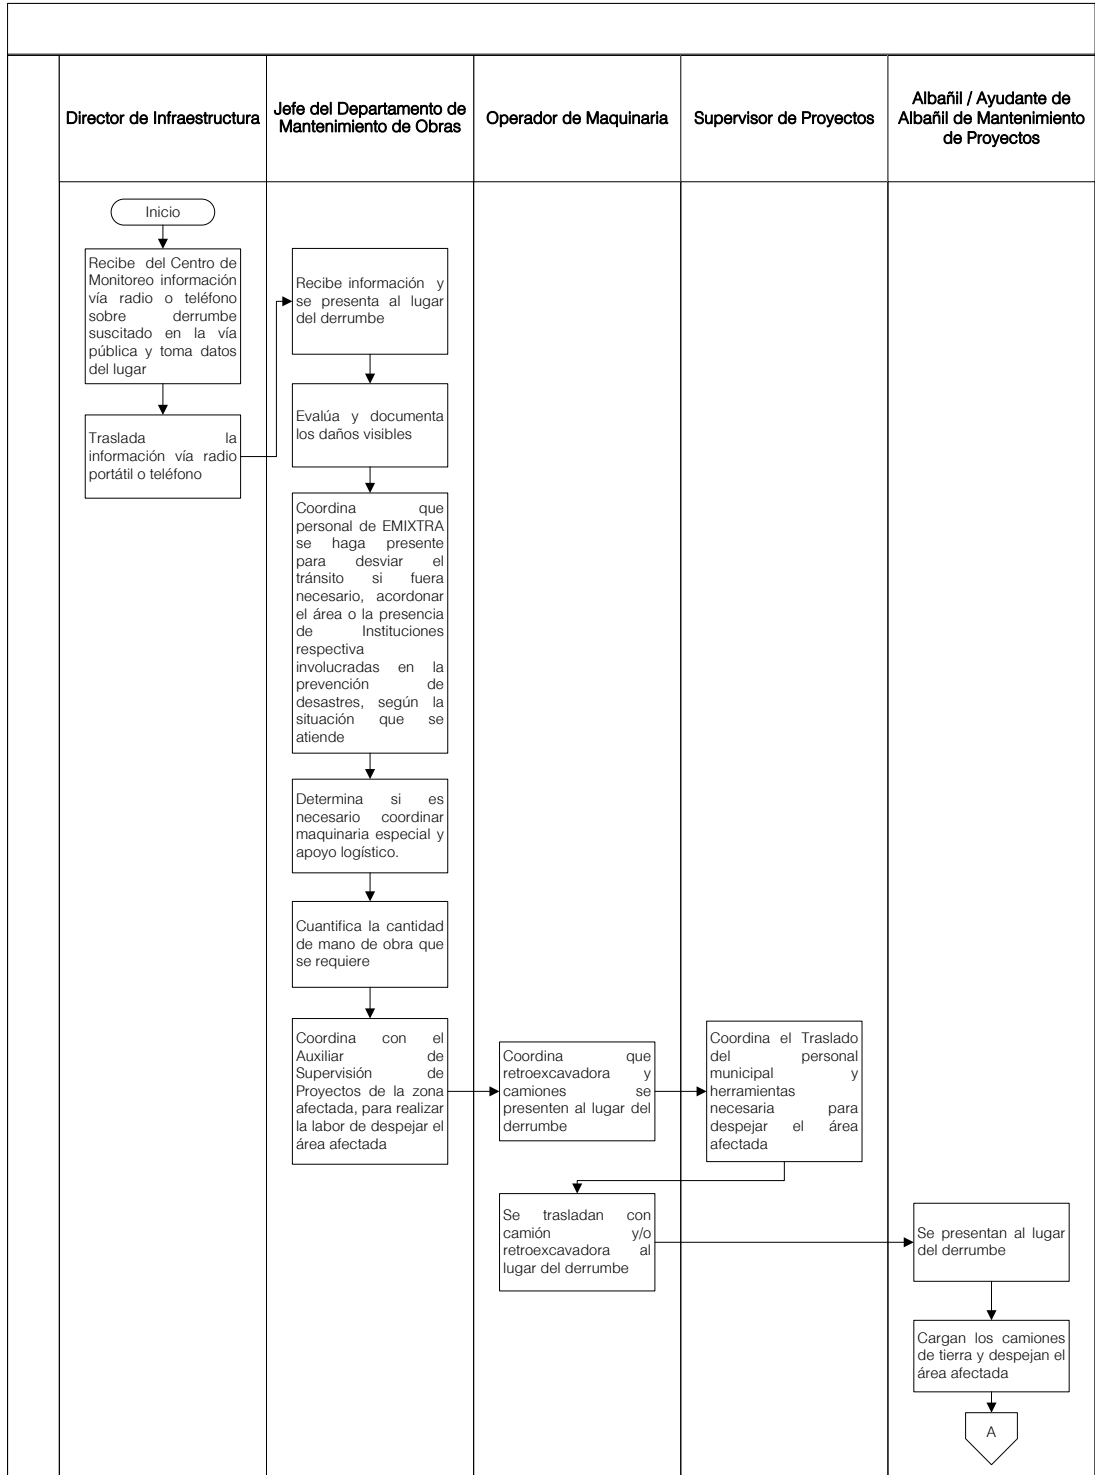 Director de Infraestructura
Jefe del Departamento de
Mantenimiento de Obras
Operador de Maquinaria
Supervisor de Proyectos
Albañil / Ayudante de
Albañil de Mantenimiento
de Proyectos
Inicio
Recibe del Centro de
Monitoreo información
vía radio o teléfono
sobre derrumbe
suscitado en la vía
pública y toma datos
del lugar
Traslada la
información vía radio
portátil o teléfono
Recibe información y
se presenta al lugar
del derrumbe
Evalúa y documenta
los daños visibles
Coordina que
personal de EMIXTRA
se haga presente
para desviar el
tránsito si fuera
necesario, acordonar
el área o la presencia
de Instituciones
respectiva
involucradas en la
prevención de
desastres, según la
situación que se
atiende
Determina si es
necesario coordinar
maquinaria especial y
apoyo logístico.
Cuantifica la cantidad
de mano de obra que
se requiere
Coordina con el
Auxiliar de
Supervisión de
Proyectos de la zona
afectada, para realizar
la labor de despejar el
área afectada
Coordina que
retroexcavadora y
camiones se
presenten al lugar del
derrumbe
Coordina el Traslado
del personal
municipal y
herramientas
necesaria para
despejar el área
afectada
Se trasladan con
camión y/o
retroexcavadora al
lugar del derrumbe
Se presentan al lugar
del derrumbe
Cargan los camiones
de tierra y despejan el
área afectada
A